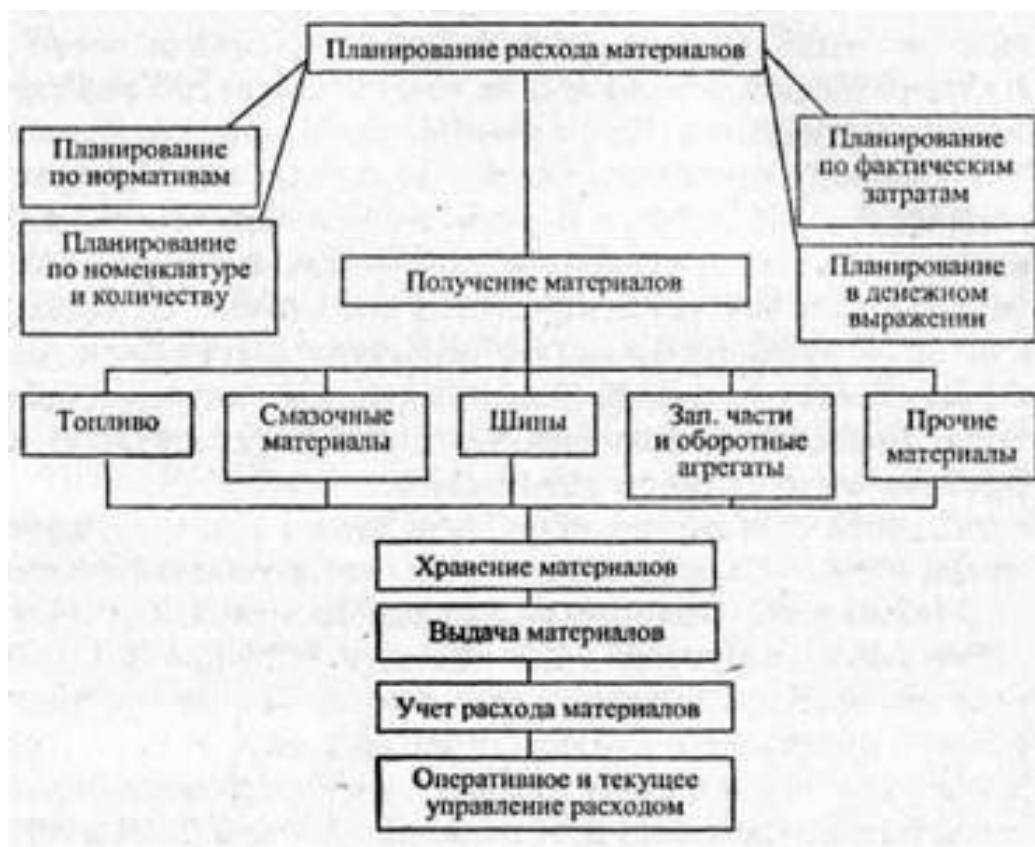 Планирование расхода материалов
Планирование
по нормативам
Планирование
по фактическим
затратам
Планирование
по номенклатуре
и количеству
Получение материалов
Планирование
в денежном
выражении
Топливо
Смазочные
материалы
Шины
Зап. части
и оборотные
агрегаты
Прочие
материалы
Хранение материалов
Выдача материалов
Учет расхода материалов
Оперативное и текущее
управление расходом